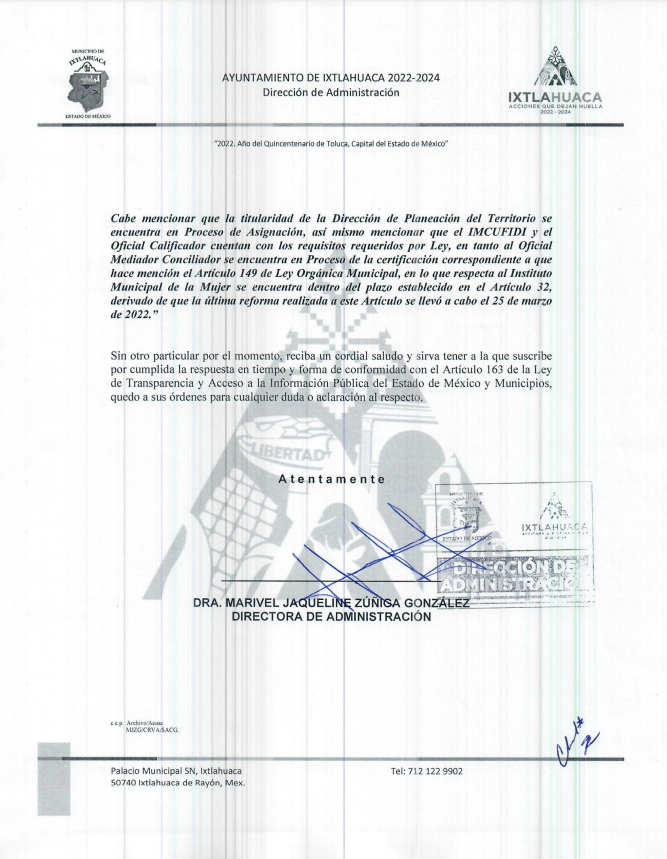 MUNICIPIO DE
IXTLAHUACA
ESTADO DE MÉXICO
AYUNTAMIENTO DE IXTLAHUACA 2022-2024
Dirección de Administración
IXTLAHUACA
ACCIONES QUE DEJAN HUELLA
2022 - 2024
"2022. Año del Quincentenario de Toluca, Capital del Estado de México"
Cabe mencionar que la titularidad de la Dirección de Planeación del Territorio se
encuentra en Proceso de Asignación, así mismo mencionar que el IMCUFIDI y el
Oficial Calificador cuentan con los requisitos requeridos por Ley, en tanto al Oficial
Mediador Conciliador se encuentra en Proceso de la certificación correspondiente a que
hace mención el Artículo 149 de Ley Orgánica Municipal, en lo que respecta al Instituto
Municipal de la Mujer se encuentra dentro del plazo establecido en el Artículo 32,
derivado de que la última reforma realizada a este Artículo se llevó a cabo el 25 de marzo
de 2022."
Sin otro particular por el momento, reciba un cordial saludo y sirva tener a la que suscribe
por cumplida la respuesta en tiempo y forma de conformidad con el Artículo 163 de la Ley
de Transparencia y Acceso a la Información Pública del Estado de México y Municipios,
quedo a sus órdenes para cualquier duda o aclaración al respecto.
LIBERTAD
Atentamente
IXTLAHUACA
ESTADO DE MÉXICO
DIRECCIÓN DE
ADMINISTRACIÓN
DRA. MARIVEL JAQUELINE ZÚÑIGA GONZÁLEZ
DIRECTORA DE ADMINISTRACIÓN
c.c.p. Archivo/Acuse
MJZG/CRVA/SACG.
Palacio Municipal SN, Ixtlahuaca
50740 Ixtlahuaca de Rayón, Mex.
Tel: 712 122 9902